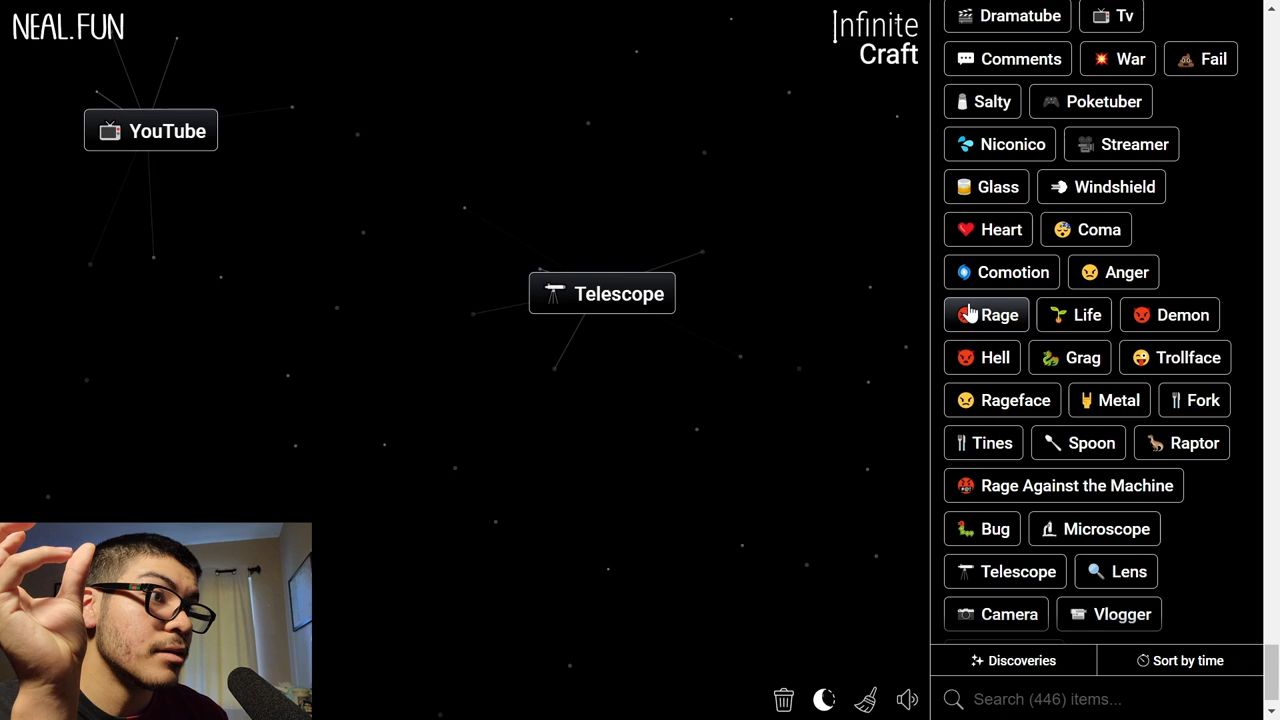 NEAL.FUN
Infinite
Craft
YouTube
Telescope
Dramatube Tv
Comments War Fail
Salty Poketuber
Niconico Streamer
Glass Windshield
Heart Coma
Comotion Anger
Rage Life Demon
Hell Grag Trollface
Rageface Metal Fork
Tines Spoon Raptor
Rage Against the Machine
Bug Microscope
Telescope Lens
Camera Vlogger
Discoveries Sort by time
Search (446) items...